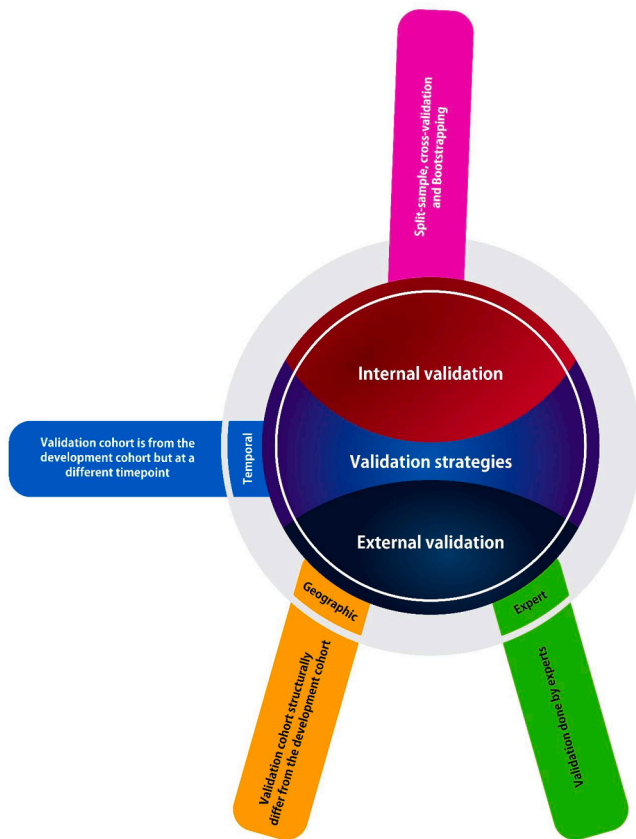 Split-sample, cross-validation
and Bootstrapping
Internal validation
Validation strategies
External validation
Temporal
Validation cohort is from the
development cohort but at a
different timepoint
Geographic
Validation cohort structurally
differ from the development cohort
Expert
Validation done by experts